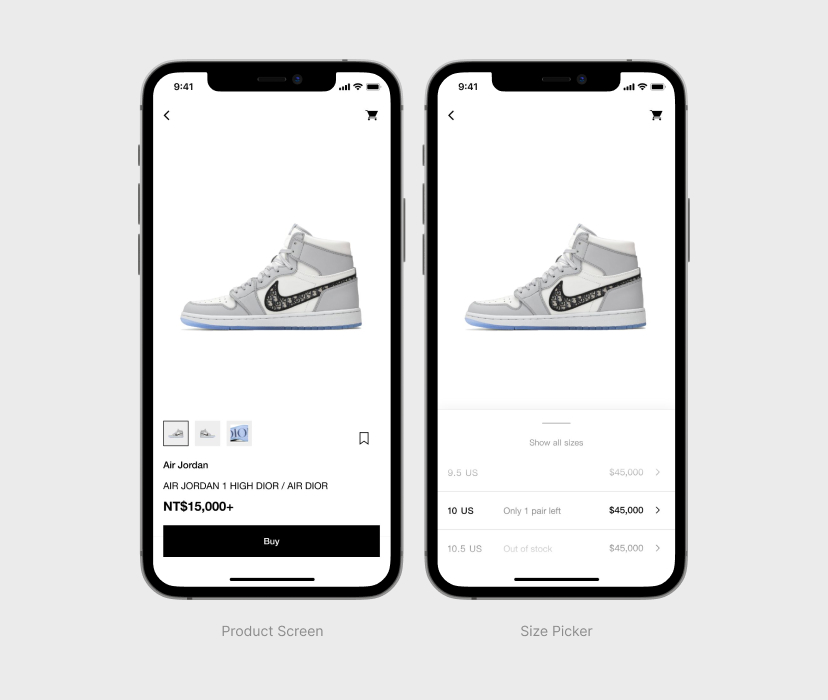 9:41
Air Jordan
AIR JORDAN 1 HIGH DIOR / AIR DIOR
NT$15,000+
Buy
Product Screen
9:41
Show all sizes
9.5 US $45,000
10 US Only 1 pair left $45,000
10.5 US Out of stock $45,000
Size Picker